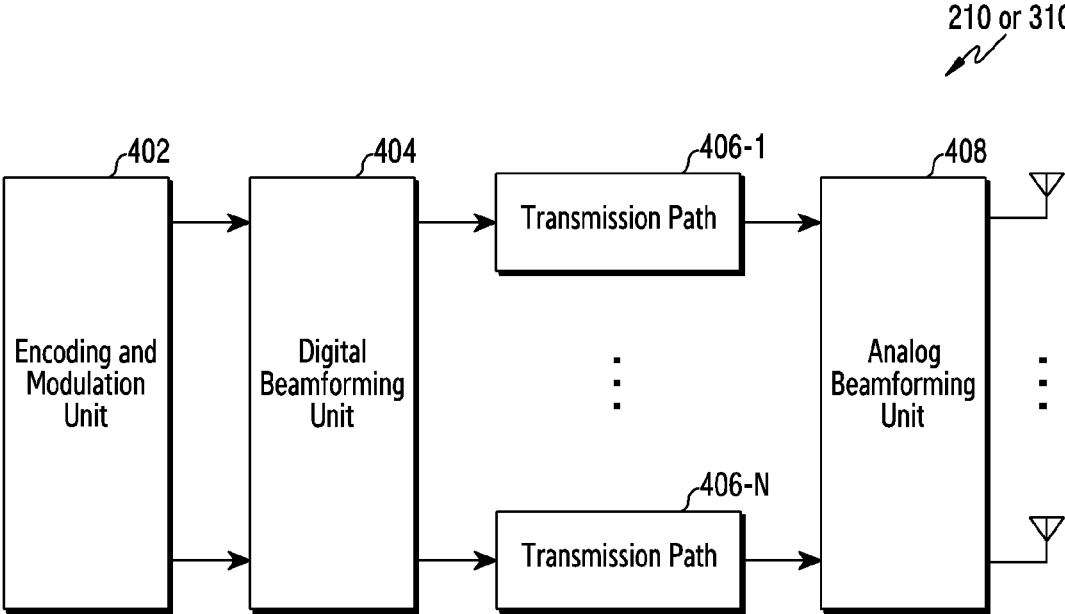 210 or 310
402
404
406-1
408
Transmission Path
Encoding and
Modulation
Unit
Digital
Beamforming
Unit
Analog
Beamforming
Unit
406-N
Transmission Path